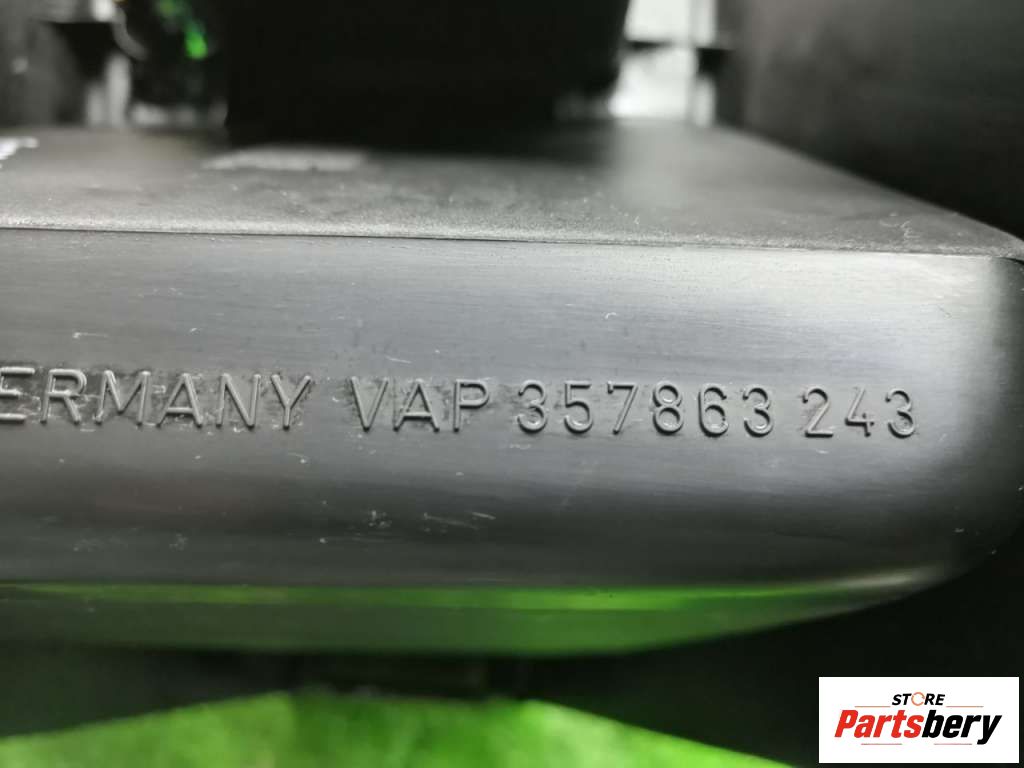 ERMANY VAP 357863 243
STORE
Partsbery